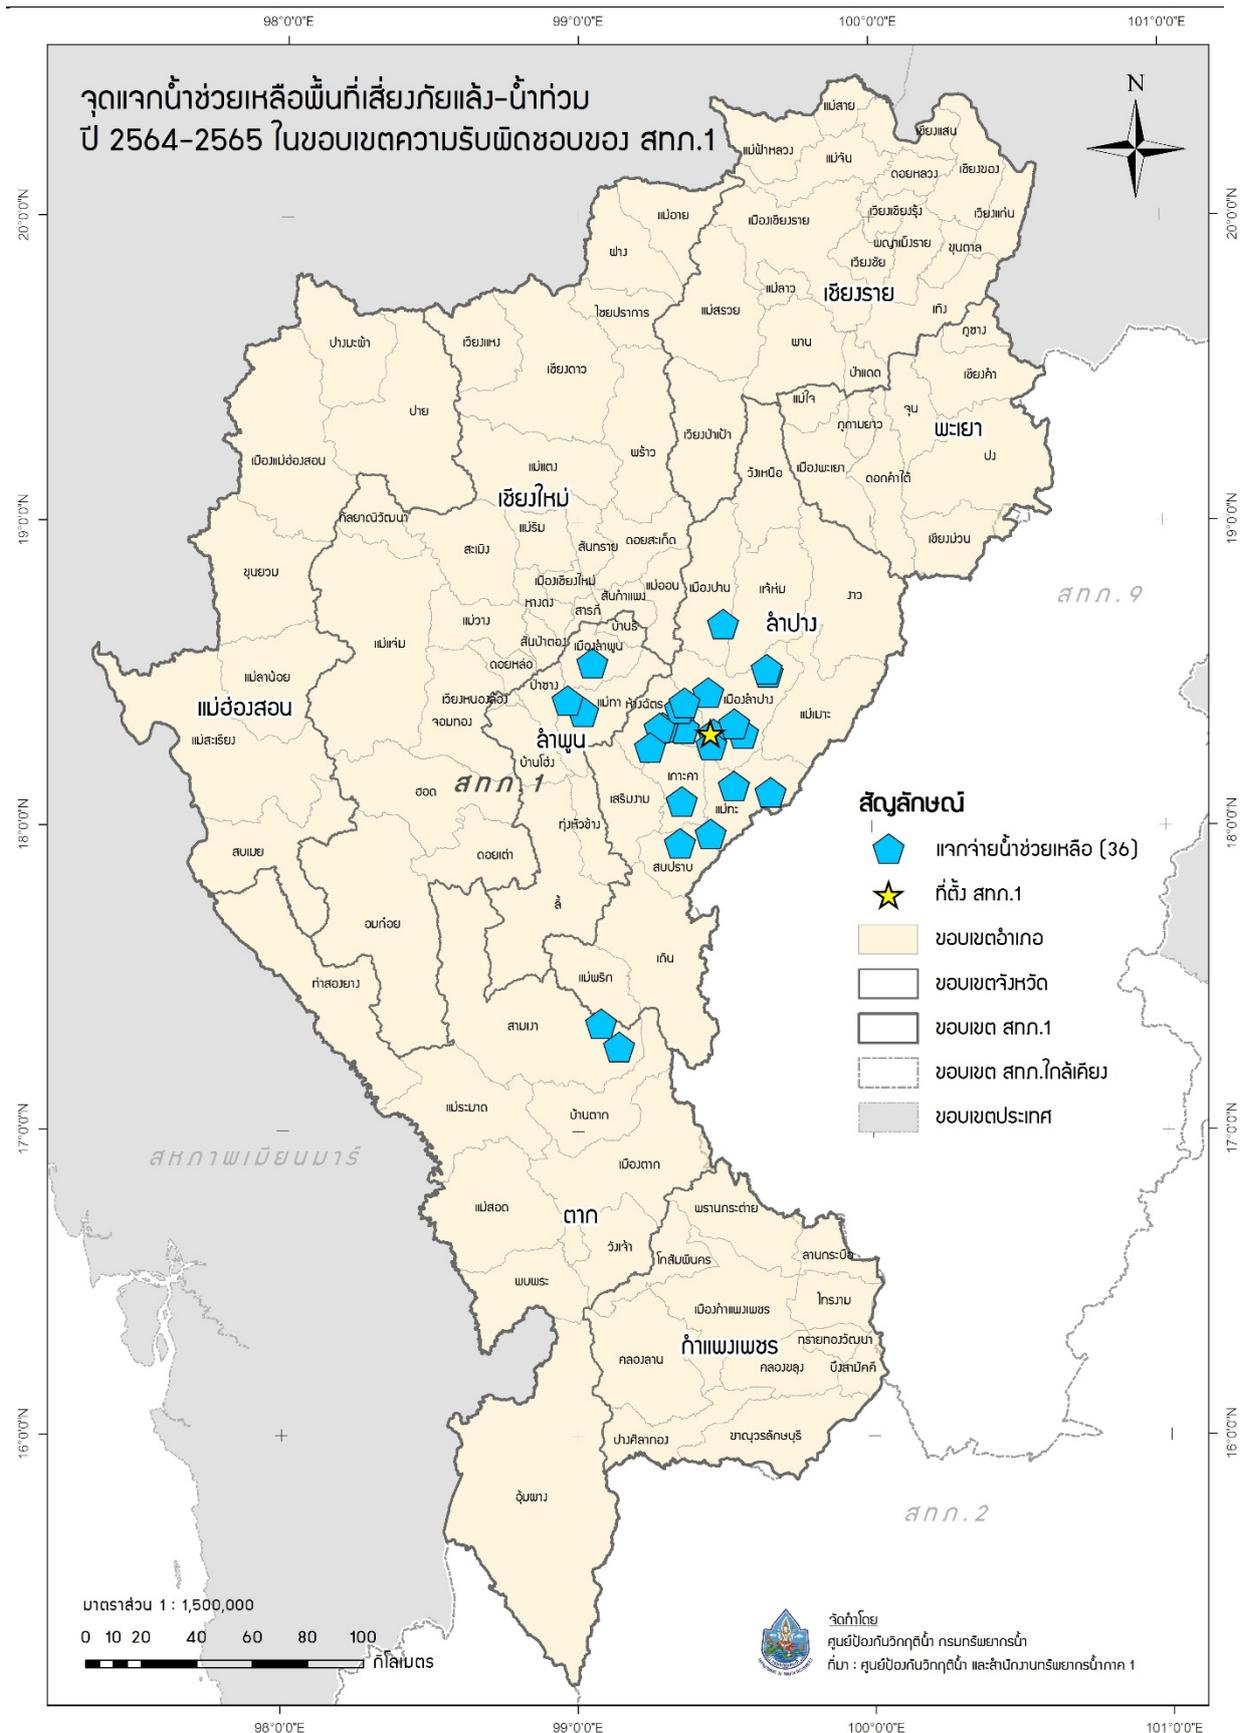 98°0'0"E 99°0'0"E 100°0'0"E 101°0'0"E
จุดแจกน้ำช่วยเหลือพื้นที่เสี่ยงภัยแล้ง-น้ำท่วม
ปี 2564-2565 ในขอบเขตความรับผิดชอบของ สทภ.1
N
แม่สาย
เชียงแสน
แม่ฟ้าหลวง
แม่จัน
ดอยหลวง
เชียงของ
20°0'0"N
แม่อาย
เมืองเชียงราย
เวียงเชียงรุ้ง
เวียงแก่น
20°0'0"N
ฝาง
พญาเม็งราย
ขุนตาล
เวียงชัย
แม่ลาว
เชียงราย
ไชยปราการ
แม่สรวย
เทิง
ปางมะผ้า
เวียงแหง
พาน
ภูซาง
เชียงดาว
ป่าแดด
เชียงคำ
ปาย
แม่ใจ
จุน
เวียงป่าเป้า
ภูกามยาว
พะเยา
เมืองแม่ฮ่องสอน
แม่แตง
พร้าว
วังเหนือ
เมืองพะเยา
ดอกคำใต้
ปง
เชียงใหม่
19°0'0"N
กัลยาณิวัฒนา
แม่ริม
19°0'0"N
สะเมิง
สันทราย
ดอยสะเก็ด
เชียงม่วน
ขุนยวม
เมืองเชียงใหม่
แม่ออน
เมืองปาน
แจ้ห่ม
งาว
สทภ.9
หางดง
สันกำแพง
สารภี
แม่วาง
บ้านธิ
ลำปาง
แม่แจ่ม
สันป่าตอง
เมืองลำพูน
ดอยหล่อ
แม่ลาน้อย
ป่าซาง
แม่ฮ่องสอน
เวียงหนองล่อง
แม่ทา
ห้างฉัตร
เมืองลำปาง
แม่เมาะ
จอมทอง
แม่สะเรียง
ลำพูน
บ้านโฮ่ง
เกาะคา
ฮอด
สทภ.1
เสริมงาม
แม่ทะ
สัญลักษณ์
18°0'0"N
ทุ่งหัวช้าง
18°0'0"N
สบเมย
ดอยเต่า
สบปราบ
แจกจ่ายน้ำช่วยเหลือ (36)
ที่ตั้ง สทภ.1
ขอบเขตอำเภอ
ขอบเขตจังหวัด
ขอบเขต สทภ.1
ขอบเขต สทภ.ใกล้เคียง
ขอบเขตประเทศ
ลี้
อมก๋อย
เถิน
ท่าสองยาง
แม่พริก
สามเงา
17°0'0"N
แม่ระมาด
บ้านตาก
17°0'0"N
สหภาพเมียนมาร์
เมืองตาก
แม่สอด
ตาก
พรานกระต่าย
วังเจ้า
โกสัมพีนคร
ลานกระบือ
พบพระ
เมืองกำแพงเพชร
ไทรงาม
กำแพงเพชร
ทรายทองวัฒนา
คลองลาน
คลองขลุง
บึงสามัคคี
16°0'0"N
ปางศิลาทอง
ขาณุวรลักษบุรี
16°0'0"N
อุ้มผาง
สทภ.2
มาตราส่วน 1 : 1,500,000
0 10 20 40 60 80 100
กิโลเมตร
จัดทำโดย
ศูนย์ป้องกันวิกฤติน้ำ กรมทรัพยากรน้ำ
ที่มา : ศูนย์ป้องกันวิกฤติน้ำ และสำนักงานทรัพยากรน้ำภาค 1
98°0'0"E 99°0'0"E 100°0'0"E 101°0'0"E